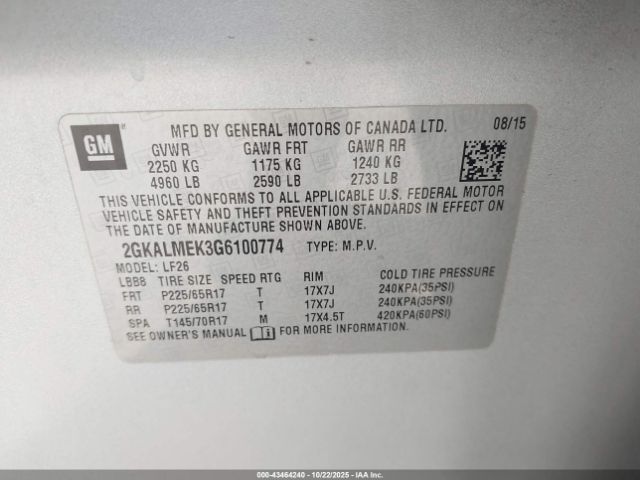 GM
MFD BY GENERAL MOTORS OF CANADA LTD. 08/15
GVWR GAWR FRT GAWR RR
2250 KG 1175 KG 1240 KG
4960 LB 2590 LB 2733 LB
THIS VEHICLE CONFORMS TO ALL APPLICABLE U.S. FEDERAL MOTOR
VEHICLE SAFETY AND THEFT PREVENTION STANDARDS IN EFFECT ON
THE DATE OF MANUFACTURE SHOWN ABOVE.
2GKALMEK3G6100774 TYPE: M.P.V.
MODEL: LF26
LBBB TIRE SIZE SPEED RTG RIM COLD TIRE PRESSURE
FRT P225/65R17 T 17X7J 240KPA(35PSI)
RR P225/65R17 T 17X7J 240KPA(35PSI)
SPA T145/70R17 M 17X4.5T 420KPA(60PSI)
SEE OWNER'S MANUAL FOR MORE INFORMATION.
000-43464240 - 10/22/2025 - IAAI.com